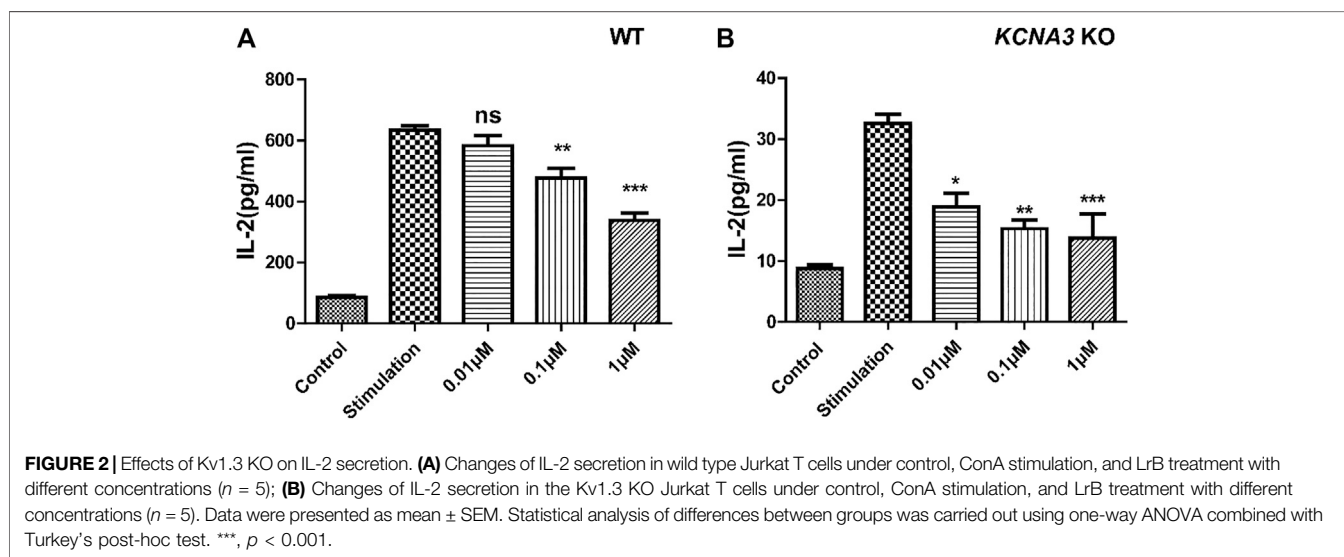 A
WT
IL-2(pg/ml)
800
600
400
200
0
ns
**
***
Control
Stimulation
0.01μM
0.1μM
1μM
B
KCNA3 KO
IL-2(pg/ml)
40
30
20
10
0
*
**
***
Control
Stimulation
0.01μM
0.1μM
1μM
FIGURE 2 | Effects of Kv1.3 KO on IL-2 secretion. (A) Changes of IL-2 secretion in wild type Jurkat T cells under control, ConA stimulation, and LrB treatment with
different concentrations (n = 5); (B) Changes of IL-2 secretion in the Kv1.3 KO Jurkat T cells under control, ConA stimulation, and LrB treatment with different
concentrations (n = 5). Data were presented as mean ± SEM. Statistical analysis of differences between groups was carried out using one-way ANOVA combined with
Turkey's post-hoc test. ***, p < 0.001.